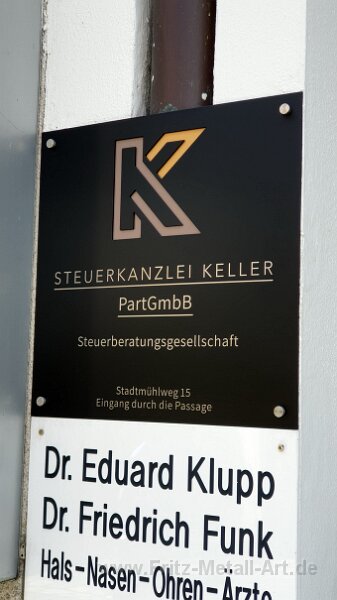 STEUERKANZLEI KELLER
PartGmbB
Steuerberatungsgesellschaft
Stadtmühlweg 15
Eingang durch die Passage
Dr. Eduard Klupp
Dr. Friedrich Funk
Hals-Nasen-Ohren-Ärzte
www.Fritz-Metall-Art.de